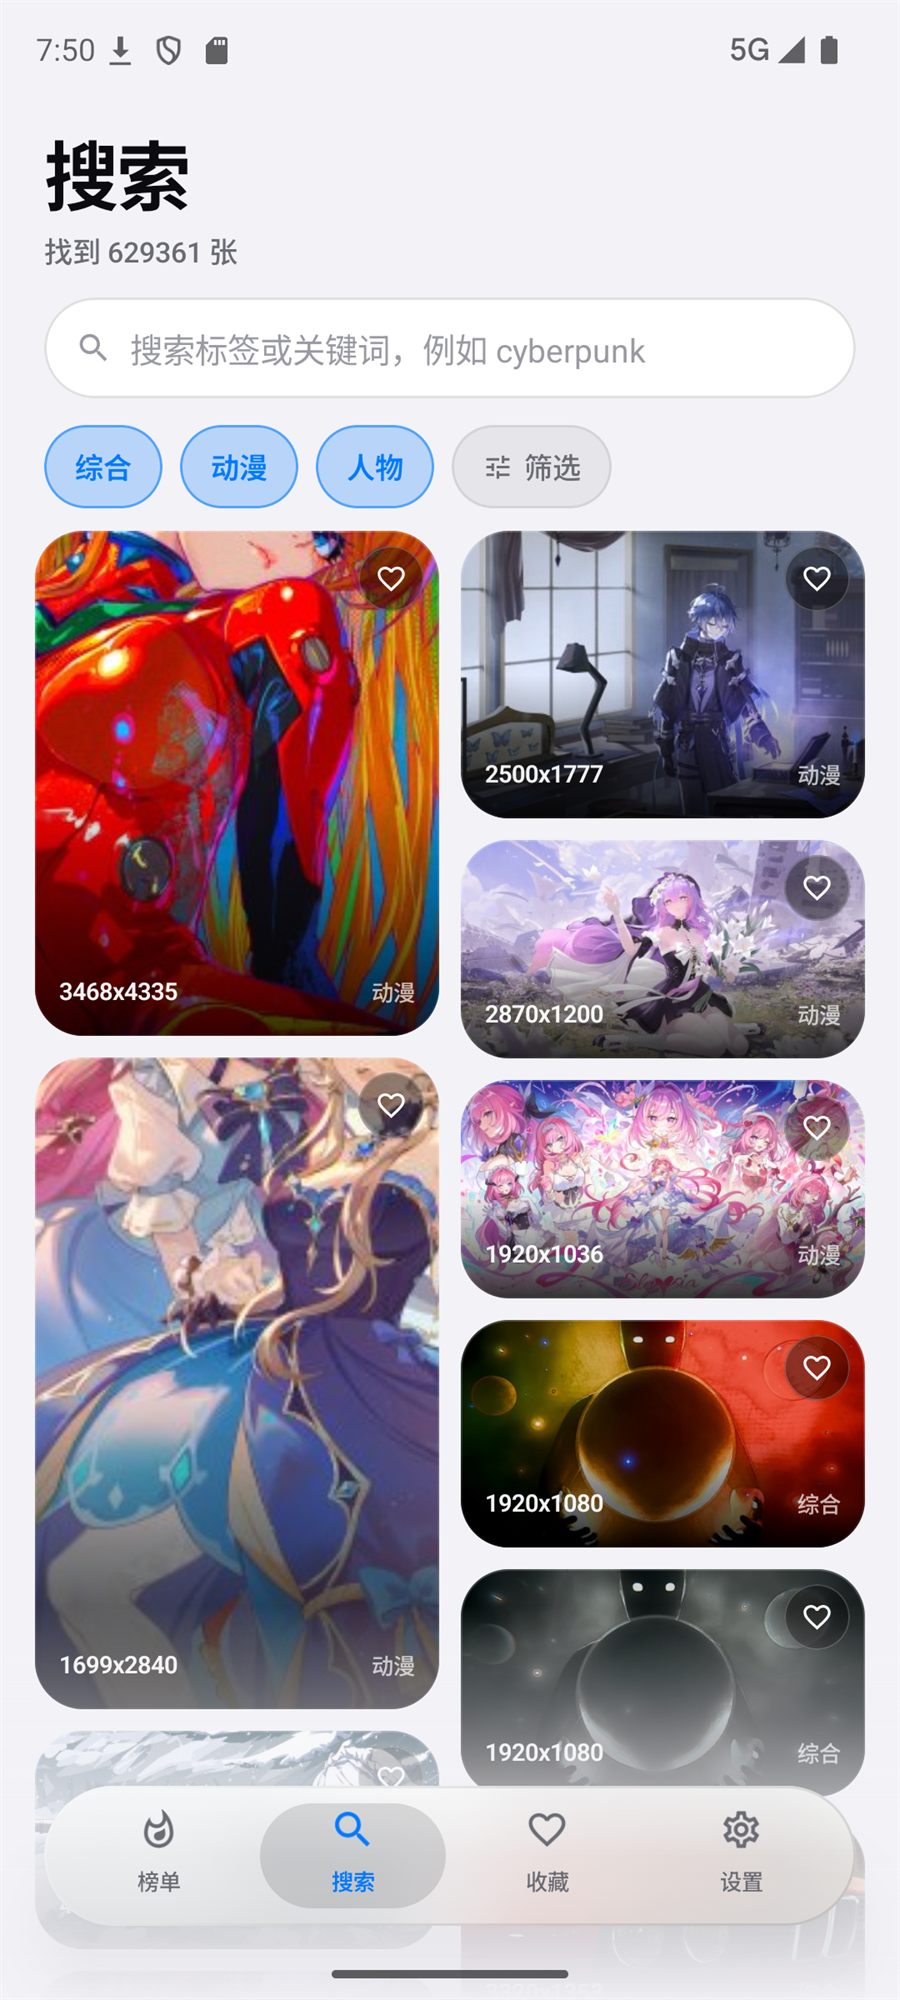 7:50
5G
搜索
找到 629361 张
搜索标签或关键词，例如 cyberpunk
综合
动漫
人物
筛选
3468x4335
动漫
2500x1777
动漫
2870x1200
动漫
1920x1036
动漫
1699x2840
动漫
1920x1080
综合
1920x1080
综合
榜单
搜索
收藏
设置